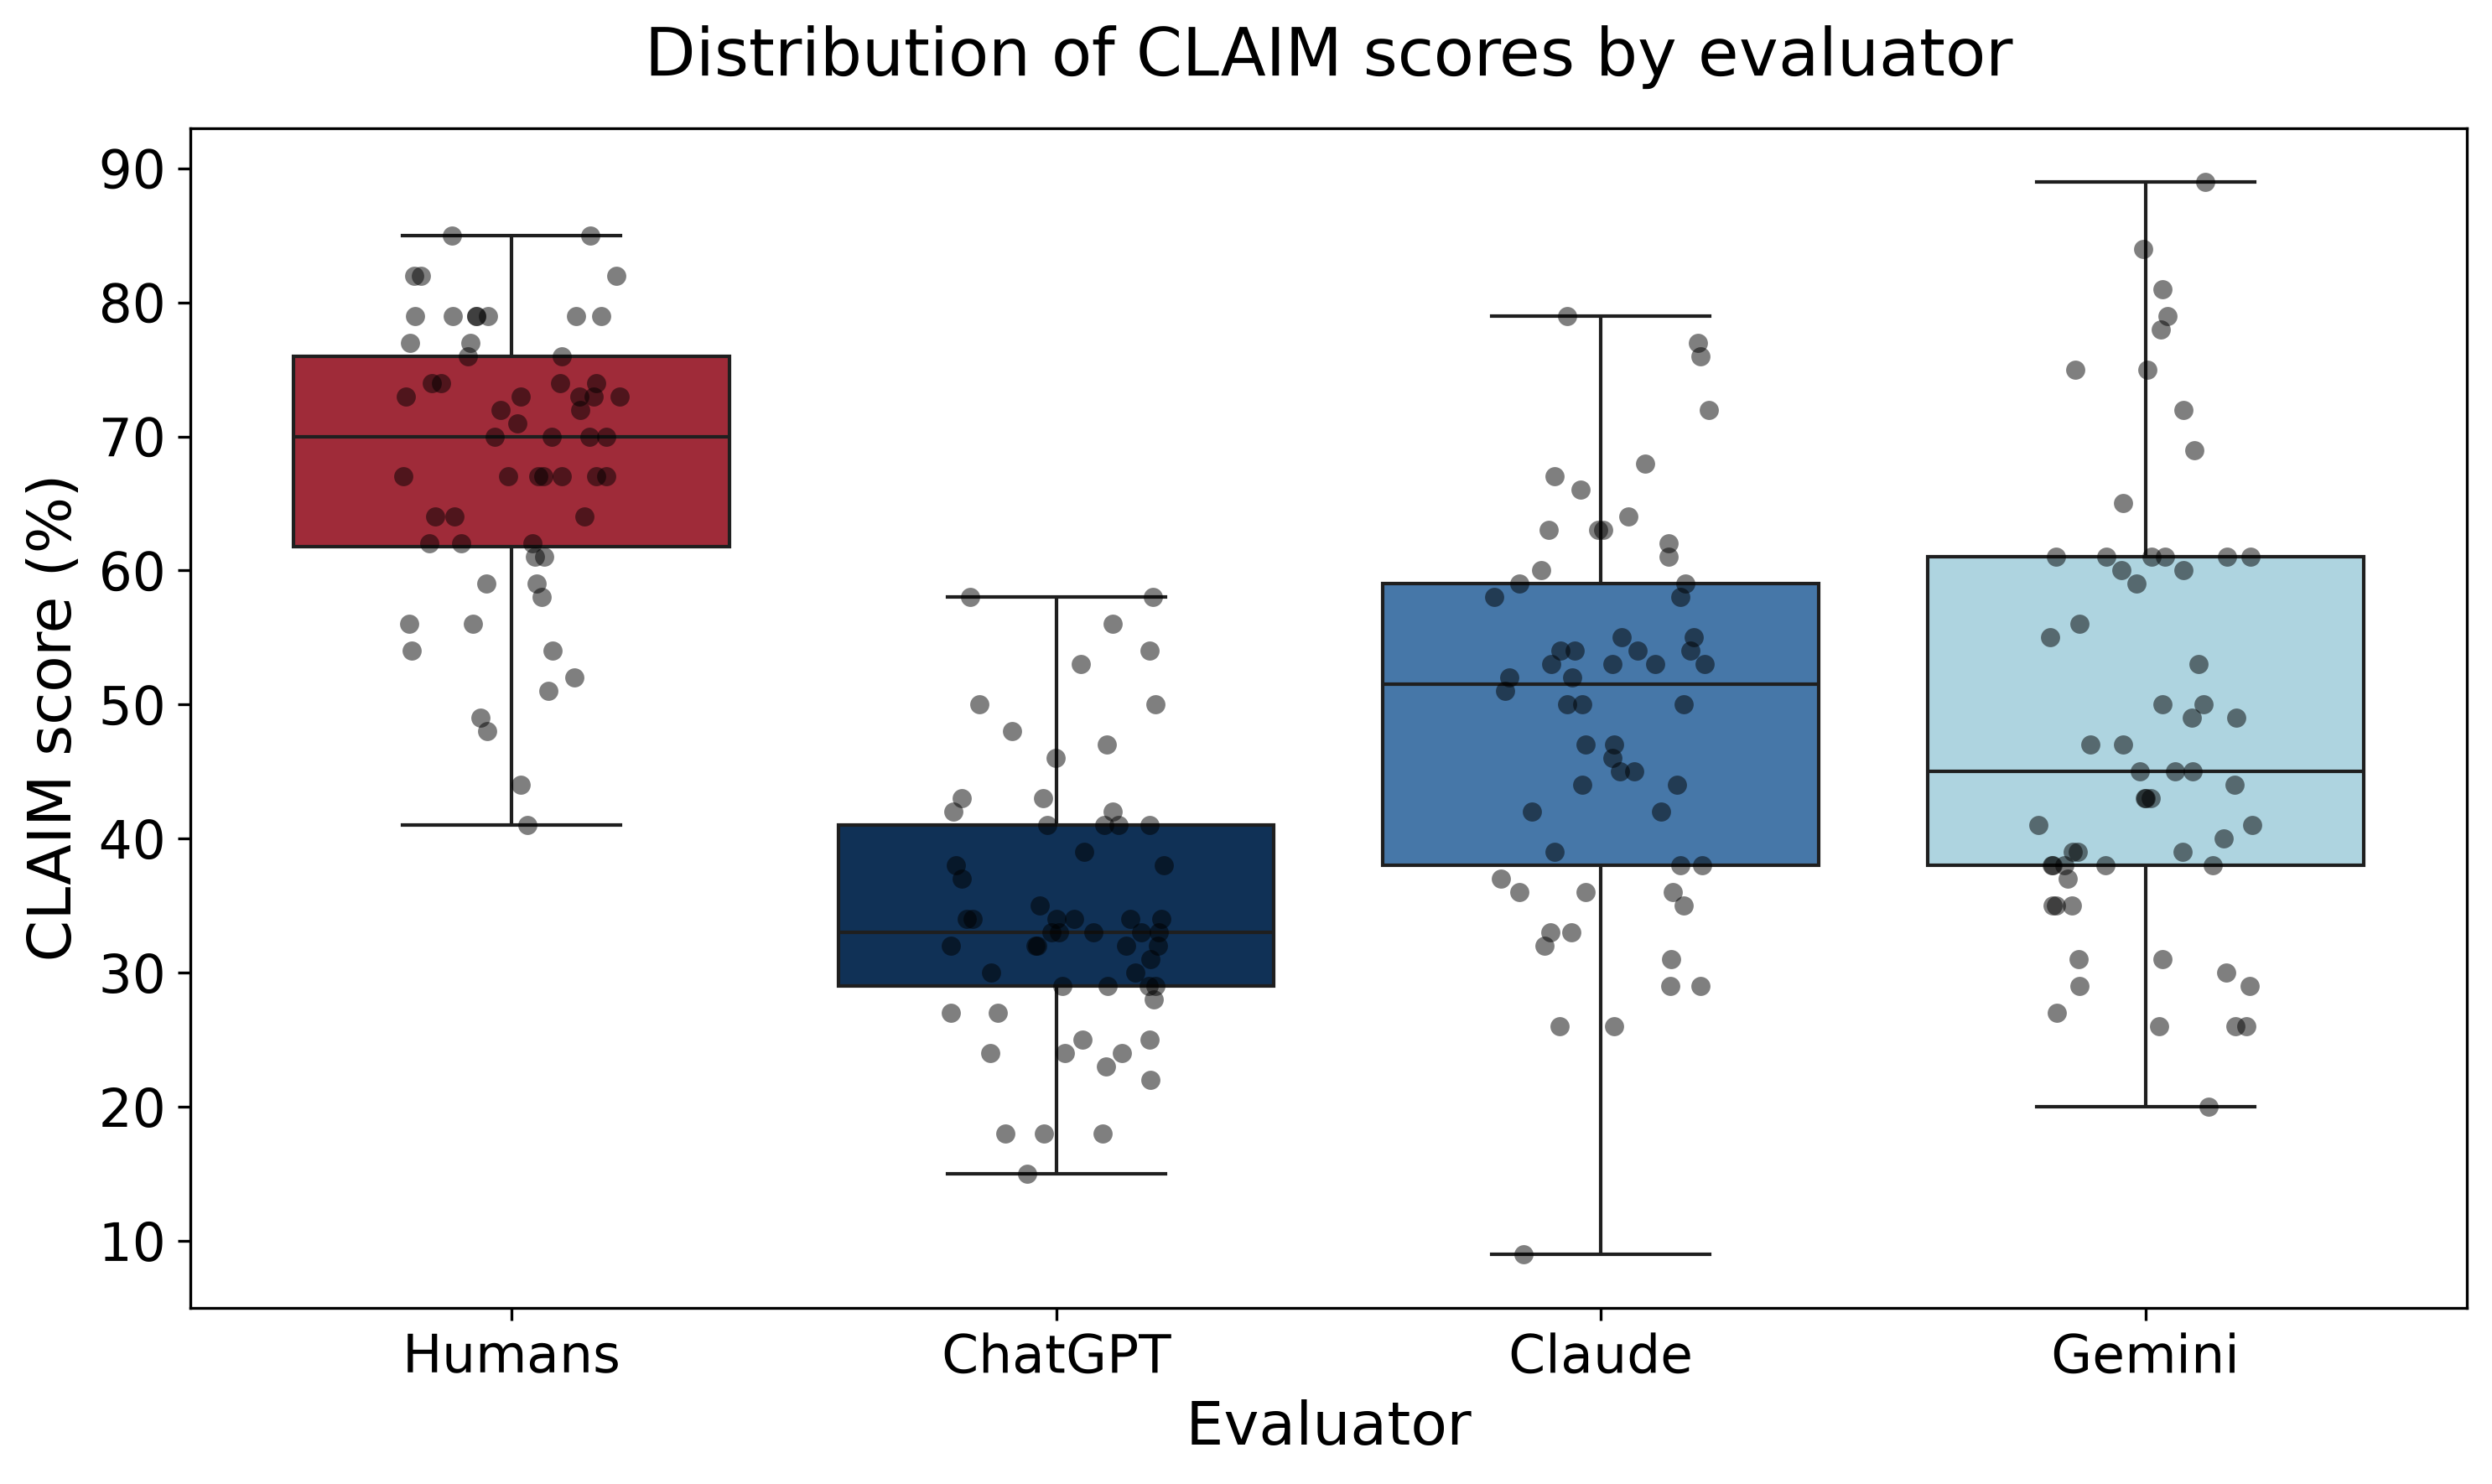 Distribution of CLAIM scores by evaluator
CLAIM score (%)
90
80
70
60
50
40
30
20
10
Humans
ChatGPT
Claude
Gemini
Evaluator